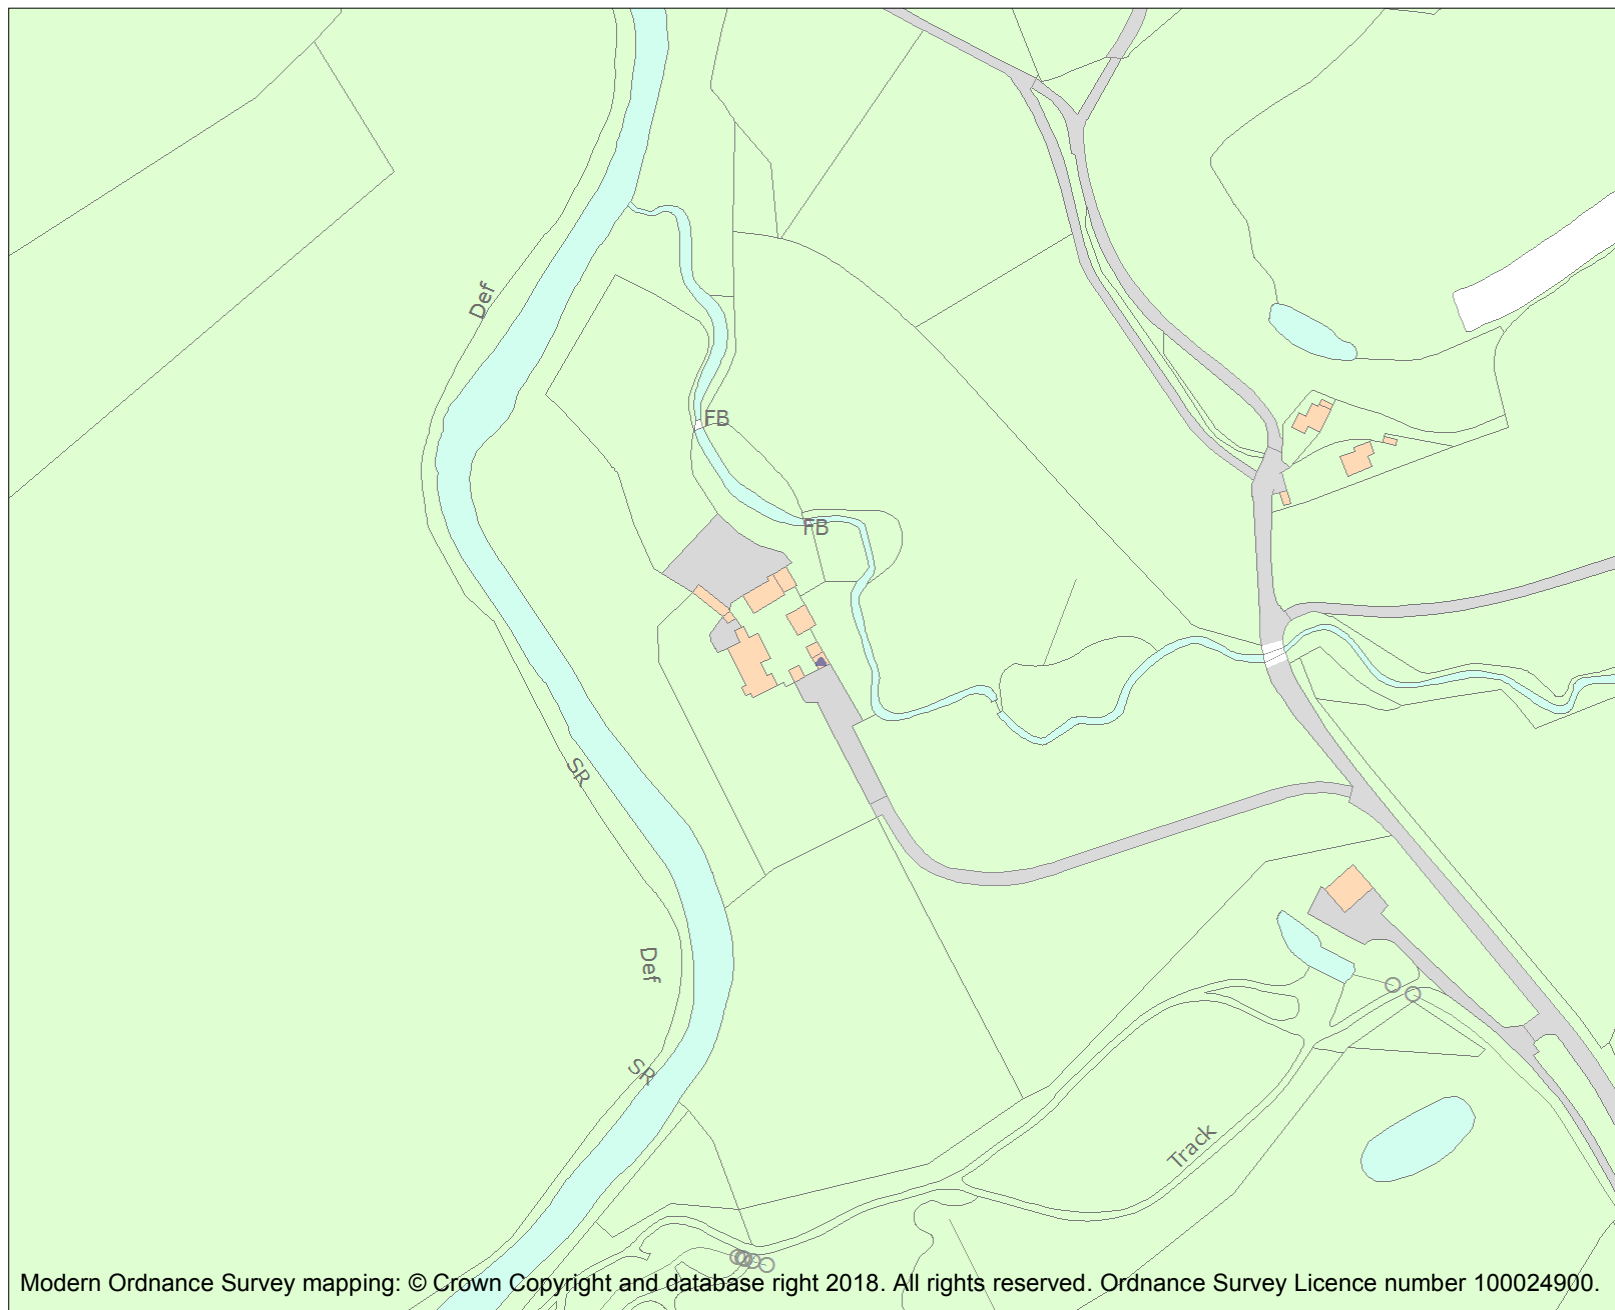 Def
FB
FB
SR
Def
SR
Track
Modern Ordnance Survey mapping: © Crown Copyright and database right 2018. All rights reserved. Ordnance Survey Licence number 100024900.